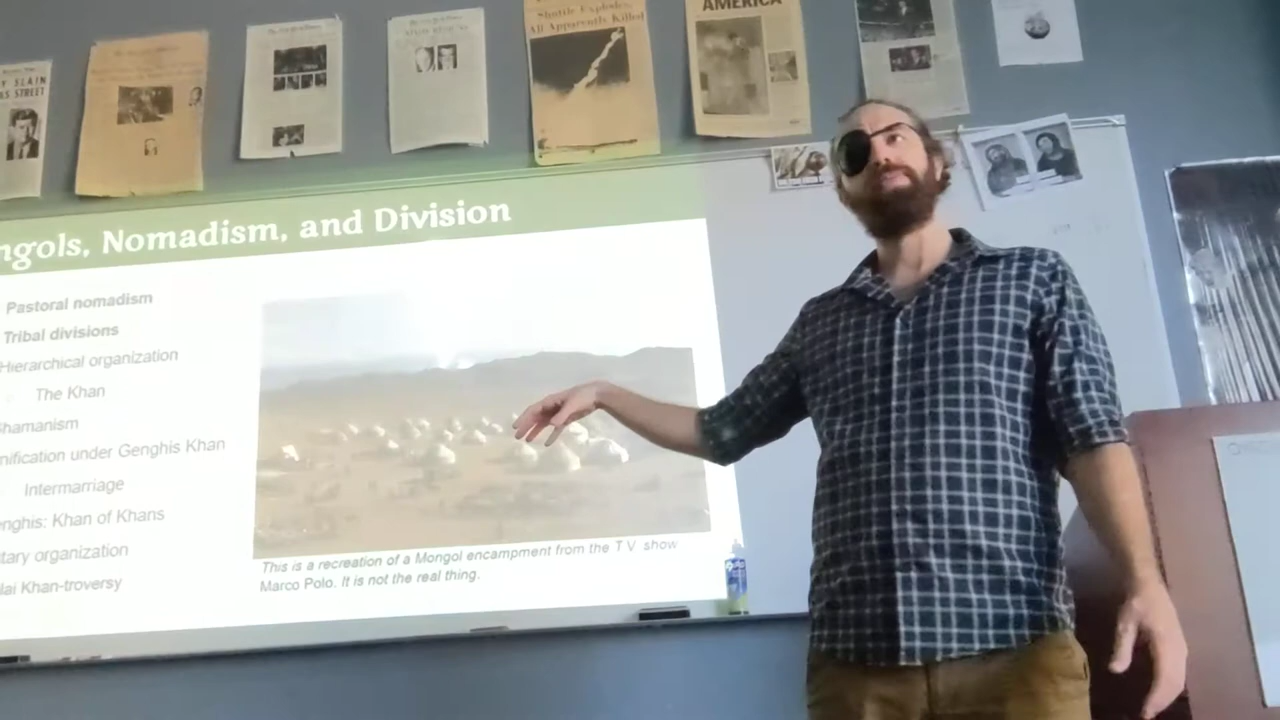 Y SLAIN
S STREET
Shuttle Explodes,
All Apparently Killed
AMERICA
ngols, Nomadism, and Division
Pastoral nomadism
Tribal divisions
Hierarchical organization
The Khan
hamanism
nification under Genghis Khan
Intermarriage
enghis: Khan of Khans
itary organization
lai Khan-troversy
This is a recreation of a Mongol encampment from the TV show
Marco Polo. It is not the real thing.